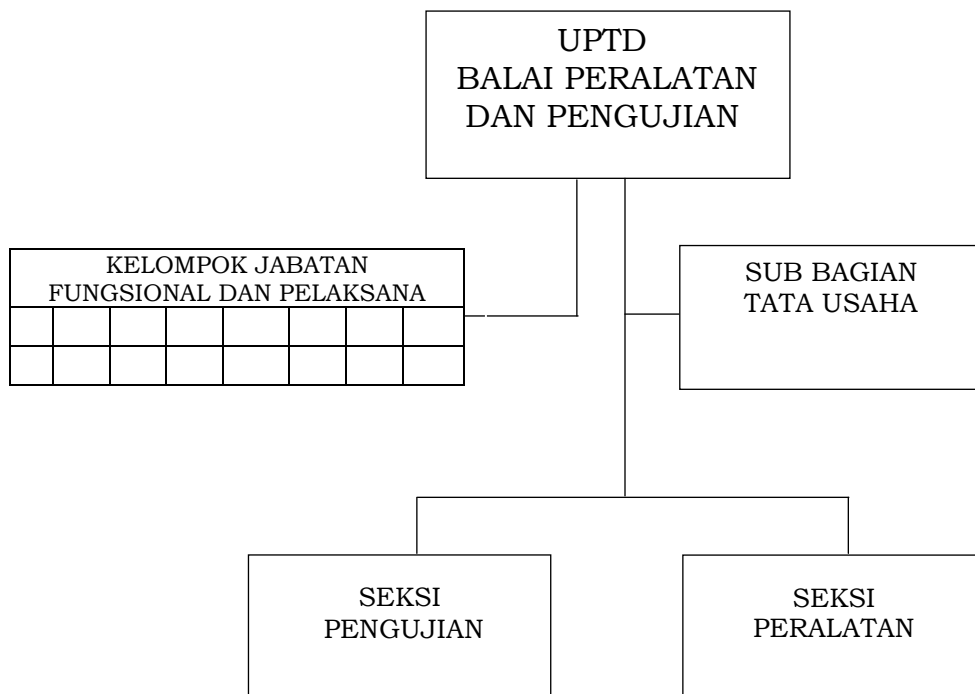 UPTD
BALAI PERALATAN
DAN PENGUJIAN
KELOMPOK JABATAN
FUNGSIONAL DAN PELAKSANA
SUB BAGIAN
TATA USAHA
SEKSI
PENGUJIAN
SEKSI
PERALATAN